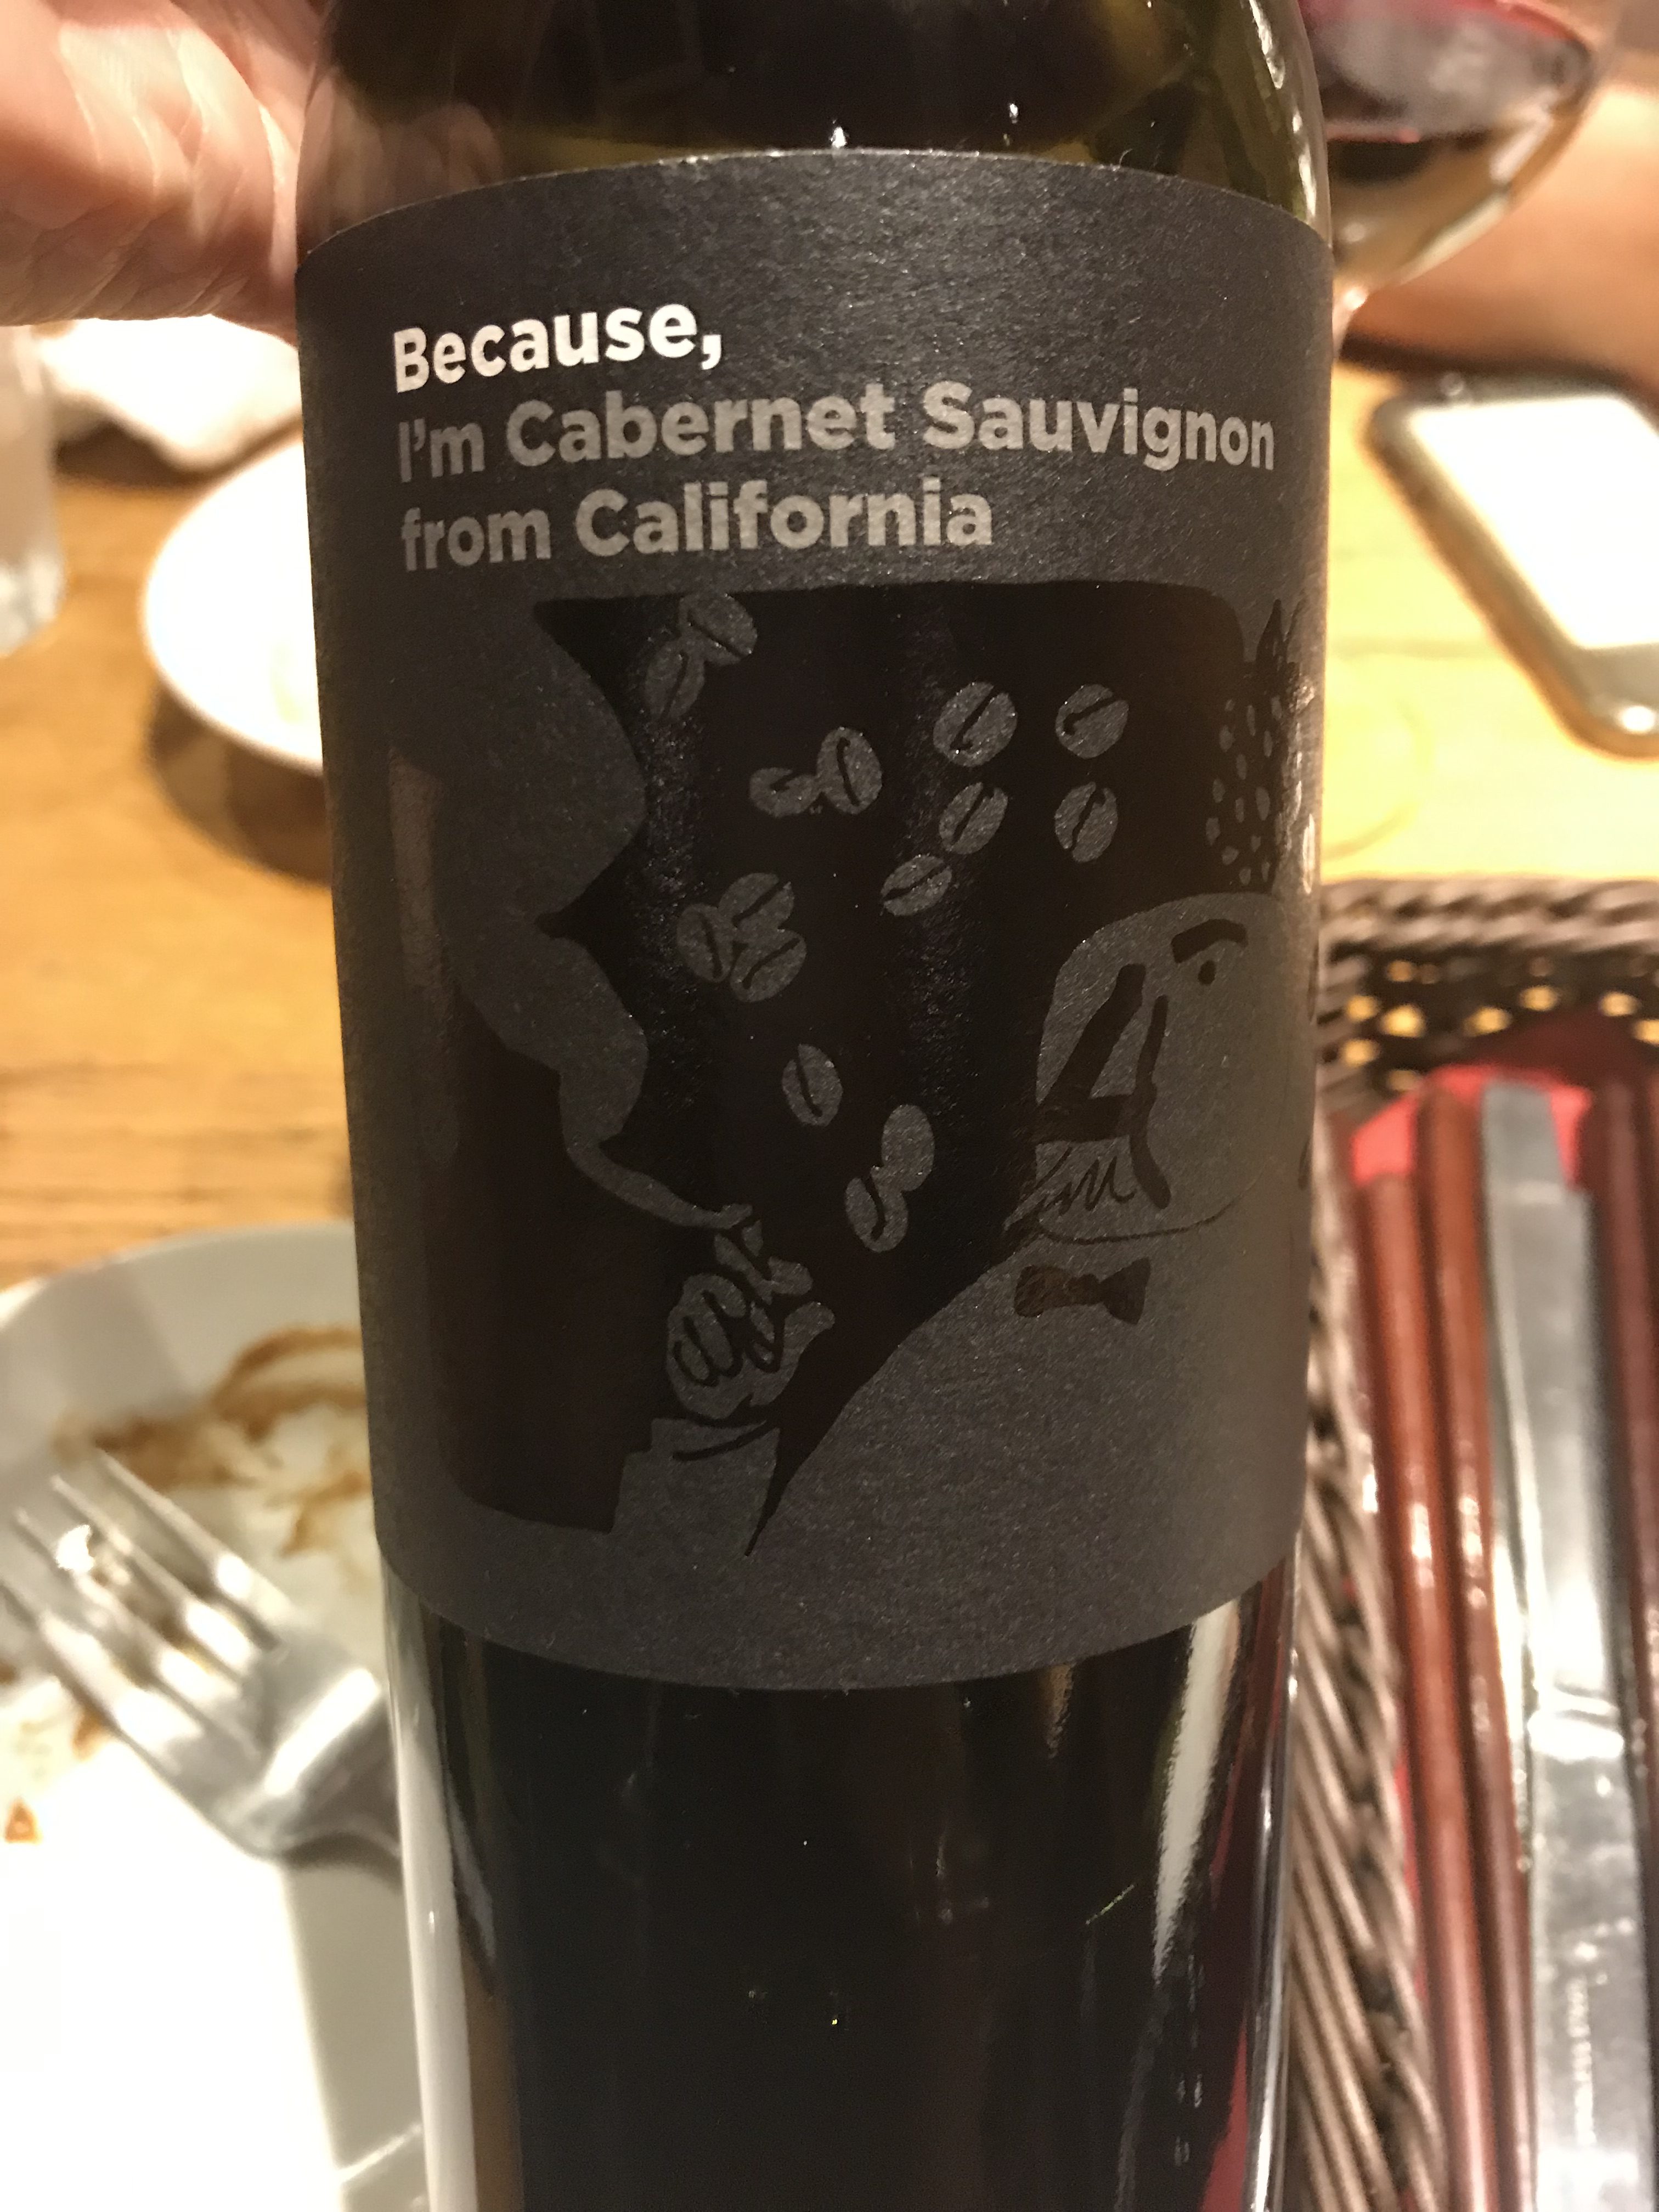 Because,
I'm Cabernet Sauvignon
from California